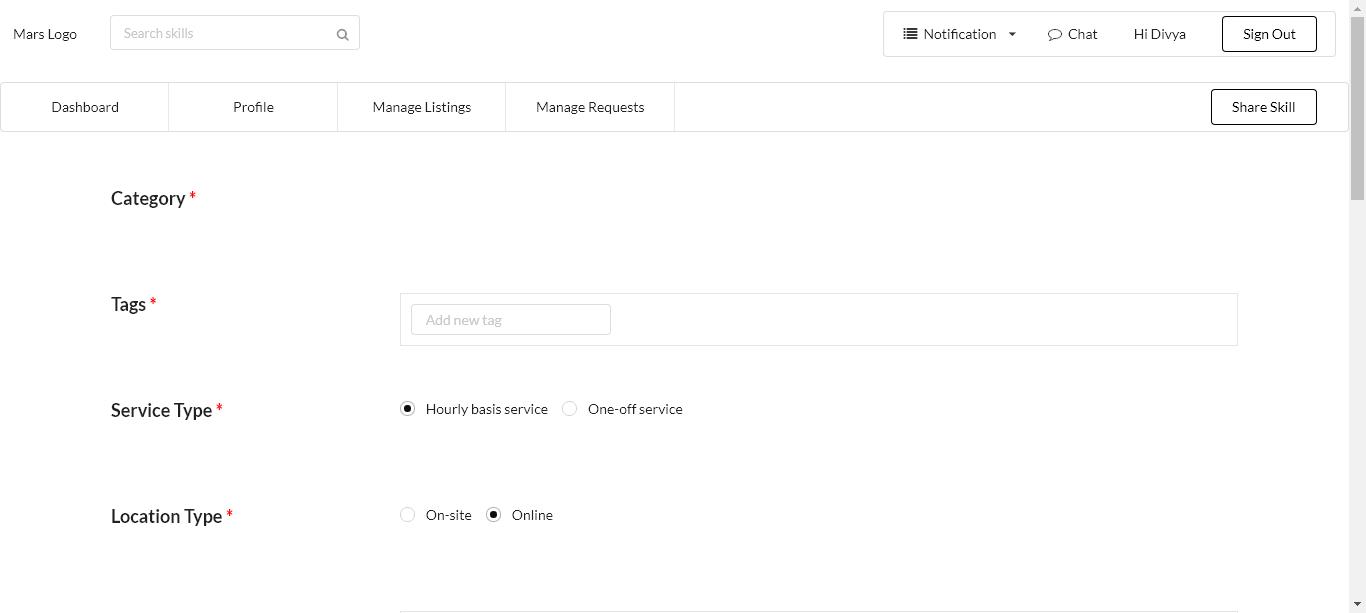 Mars Logo
Search skills
Notification
Chat
Hi Divya
Sign Out
Dashboard
Profile
Manage Listings
Manage Requests
Share Skill
Category *
Tags *
Add new tag
Service Type *
Hourly basis service
One-off service
Location Type *
On-site
Online